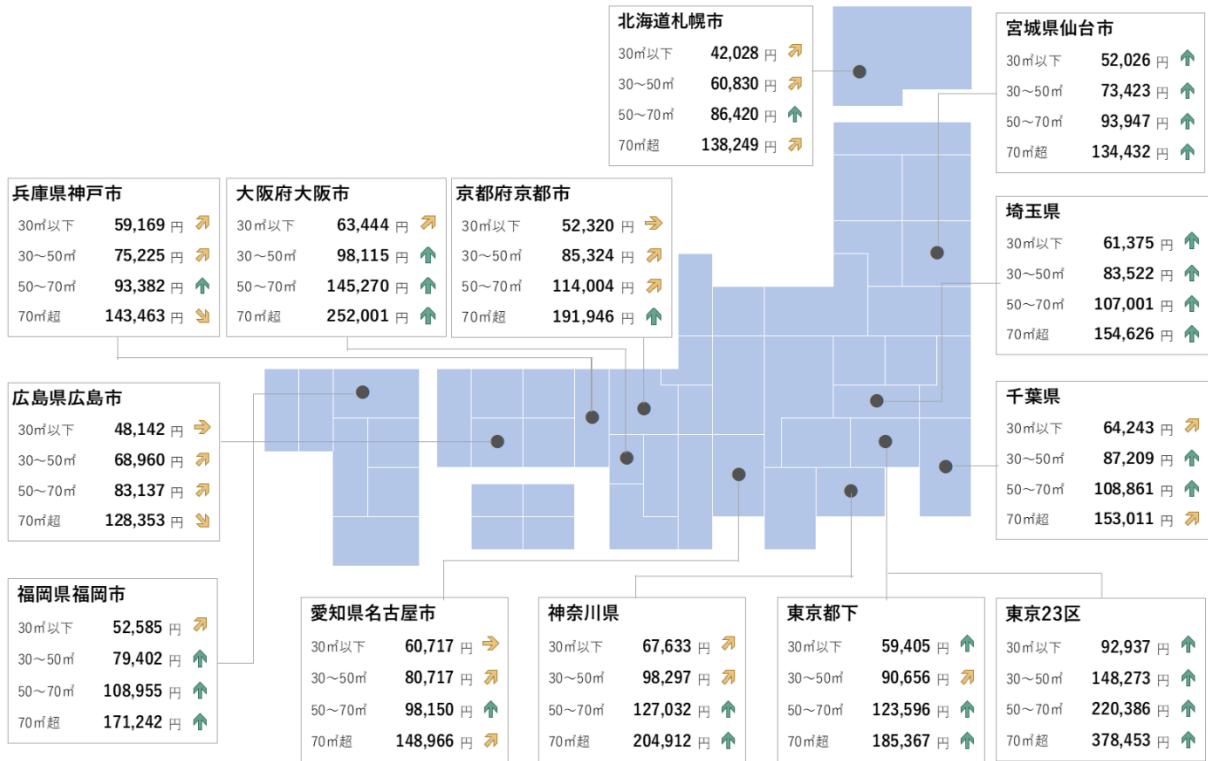 北海道札幌市
30㎡以下 42,028 円
30～50㎡ 60,830 円
50～70㎡ 86,420 円
70㎡超 138,249 円
宮城県仙台市
30㎡以下 52,026 円
30～50㎡ 73,423 円
50～70㎡ 93,947 円
70㎡超 134,432 円
兵庫県神戸市
30㎡以下 59,169 円
30～50㎡ 75,225 円
50～70㎡ 93,382 円
70㎡超 143,463 円
大阪府大阪市
30㎡以下 63,444 円
30～50㎡ 98,115 円
50～70㎡ 145,270 円
70㎡超 252,001 円
京都府京都市
30㎡以下 52,320 円
30～50㎡ 85,324 円
50～70㎡ 114,004 円
70㎡超 191,946 円
埼玉県
30㎡以下 61,375 円
30～50㎡ 83,522 円
50～70㎡ 107,001 円
70㎡超 154,626 円
広島県広島市
30㎡以下 48,142 円
30～50㎡ 68,960 円
50～70㎡ 83,137 円
70㎡超 128,353 円
千葉県
30㎡以下 64,243 円
30～50㎡ 87,209 円
50～70㎡ 108,861 円
70㎡超 153,011 円
福岡県福岡市
30㎡以下 52,585 円
30～50㎡ 79,402 円
50～70㎡ 108,955 円
70㎡超 171,242 円
愛知県名古屋市
30㎡以下 60,717 円
30～50㎡ 80,717 円
50～70㎡ 98,150 円
70㎡超 148,966 円
神奈川県
30㎡以下 67,633 円
30～50㎡ 98,297 円
50～70㎡ 127,032 円
70㎡超 204,912 円
東京都下
30㎡以下 59,405 円
30～50㎡ 90,656 円
50～70㎡ 123,596 円
70㎡超 185,367 円
東京23区
30㎡以下 92,937 円
30～50㎡ 148,273 円
50～70㎡ 220,386 円
70㎡超 378,453 円